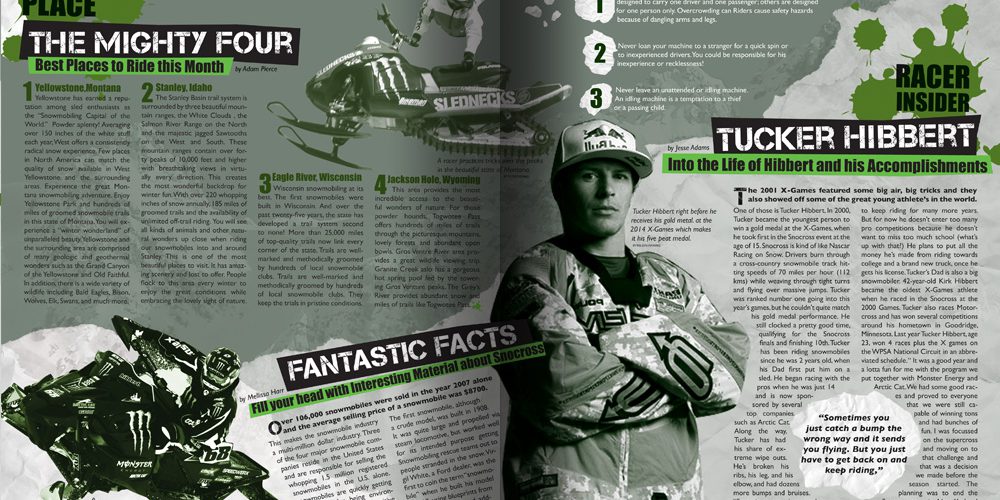 PLACE
THE MIGHTY FOUR
Best Places to Ride this Month
by Adam Pierce
1 Yellowstone, Montana
Yellowstone has earned a repu-
tation among sled enthusiasts as
the "Snowmobiling Capital of the
World." Powder aplenty! Averaging
over 150 inches of the white stuff
each year, West offers a consistently
radical snow experience. Few places
in North America can match the
quality of snow available in West
Yellowstone and the surrounding
areas. Experience the great Mon-
tana snowmobiling adventure. Enjoy
Yellowstone Park and hundreds of
miles of groomed snowmobile trails
in this state of Montana. You will ex-
perience a "winter wonderland" of
unparalleled beauty. Yellowstone and
the surrounding area are comprised
of many geologic and geothermal
wonders such as the Grand Canyon
of the Yellowstone and Old Faithful.
In addition, there is a wide variety of
wildlife including Bald Eagles, Bison,
Wolves, Elk, Swans, and much more.
2 Stanley, Idaho
The Stanley Basin trail system is
surrounded by three beautiful moun-
tain ranges, the White Clouds, the
Salmon River Range on the North
and the majestic jagged Sawtooths
on the West and South. These
mountain ranges contain over for-
ty peaks of 10,000 feet and higher
with breathtaking views in virtu-
ally every direction. This creates
the most wonderful backdrop for
winter fun. With over 220 whopping
inches of snow annually, 185 miles of
groomed trails and the availability of
unlimited off-trail riding. You will see
all kinds of animals and other natu-
ral wonders up close when riding
our snowmobiles into and around
Stanley. This is one of the most
beautiful places to visit. It has amaz-
ing scenery and lost to offer. People
flock to this area every winter to
enjoy the great conditions while
embracing the lovely sight of nature.
3 Eagle River, Wisconsin
Wisconsin snowmobiling at its
best. The first snowmobiles were
built in Wisconsin. And over the
past twenty-five years, the state has
developed a trail system second
to none! More than 25,000 miles
of top-quality trails now link every
corner of the state. Trails are well-
marked and methodically groomed
by hundreds of local snowmobile
clubs. Trails are well-marked and
methodically groomed by hundreds
of local snowmobile clubs. They
keep the trails in pristine conditions.
4 Jackson Hole, Wyoming
This area provides the most
incredible access to the beauti-
ful wonders of nature. For those
powder hounds, Togwotee Pass
offers hundreds of miles of trails
through the picturesque mountains,
lovely forests and abundant open
bowls. Gros Ventre River area pro-
vides a great wildlife viewing trip.
Granite Creek also has a gorgeous
hot spring pool fed by the tower-
ing Gros Ventre peaks. The Greys
River provides abundant snow and
miles of trails like Togwotee Pass.
SLEDNECKS
A racer practices tricks over the peaks
in the beautiful state of Montana
FANTASTIC FACTS
by Melissa Harr
Fill your head with Interesting Material about Snocross
Over 106,000 snowmobiles were sold in the year 2007 alone
and the average selling price of a snowmobile was $8700.
This makes the snowmobile industry
a multi-million dollar industry. Three
of the four major snowmobile com-
panies reside in the United States
and are responsible for selling the
whopping 1.5 million registered
snowmobiles in the U.S. alone.
Snowmobiles are quickly getting
The first snowmobile, although
a crude model, was built in 1908.
It was quite large and propelled via
steam locomotive, but worked well
for its intended purpose getting
Snowmobiling rescue teams out to
people stranded in the snow. Vir-
gil White, a Ford dealer, was the
first to coin the term 'snowmo-
bile" when he built his model
MONSTER
68
1
designed to carry one driver and one passenger; others are designed
for one person only. Overcrowding can Riders cause safety hazards
because of dangling arms and legs.
2
Never loan your machine to a stranger for a quick spin or
to inexperienced drivers. You could be responsible for his
inexperience or recklessness!
3
Never leave an unattended or idling machine.
An idling machine is a temptation to a thief
or a passing child.
RACER
INSIDER
by Jesse Adams
TUCKER HIBBERT
Into the Life of Hibbert and his Accomplishments
Tucker Hibbert right before he
receives his gold metal at the
2014 X-Games which makes
it his five peat medal.
The 2001 X-Games featured some big air, big tricks and they
also showed off some of the great young athlete's in the world.
One of those is Tucker Hibbert. In 2000,
Tucker became the youngest person to
win a gold medal at the X-Games, when
he took first in the Snocross event at the
age of 15. Snocross is kind of like Nascar
Racing on Snow. Drivers burn through
a cross-country snowmobile track hit-
ting speeds of 70 miles per hour (112
kms) while weaving through tight turns
and flying over massive jumps. Tucker
was ranked number one going into this
year's games, but he couldn't quite match
his gold medal performance. He
still clocked a pretty good time,
qualifying for the Snocross
finals and finishing 10th. Tucker
has been riding snowmobiles
since he was 2 years old, when
his Dad first put him on a
sled. He began racing with the
pros when he was just 14
and is now spon-
sored by several
top companies,
such as Arctic Cat.
Along the way,
Tucker has had
his share of ex-
treme wipe outs.
He's broken his
ribs, his leg, and his
elbow, and had dozens
more bumps and bruises.
to keep riding for many more years.
But for now he doesn't enter too many
pro competitions because he doesn't
want to miss too much school (what's
up with that!) He plans to put all the
money he's made from riding towards
college and a brand new truck, once he
gets his license. Tucker's Dad is also a big
snowmobiler. 42-year-old Kirk Hibbert
became the oldest X-Games athlete
when he raced in the Snocross at the
2000 Games. Tucker also races Motor-
cross and has won several competitions
around his hometown in Goodridge,
Minnesota. Last year Tucker Hibbert, age
23, won 4 races plus the X games on
the WPSA National Circuit in an abbre-
viated schedule." It was a good year and
a lotta fun for me with the program we
put together with Monster Energy and
Arctic Cat. We had some good rac-
es and proved to everyone
that we were still ca-
pable of winning tons
and had bunches of
fun. I was focussed
on the supercross
and moving on to
that challenge and
that was a decision
we made before the
season started. The
planning was to end the
"Sometimes you
just catch a bump the
wrong way and it sends
you flying. But you just
have to get back on and
keep riding,"